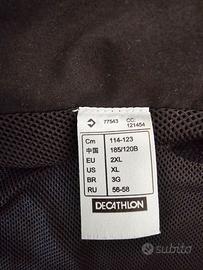 77543 CC: 121454
Cm 114-123
中国 185/120B
EU 2XL
US XL
BR 3G
RU 56-58
DECATHLON
subito